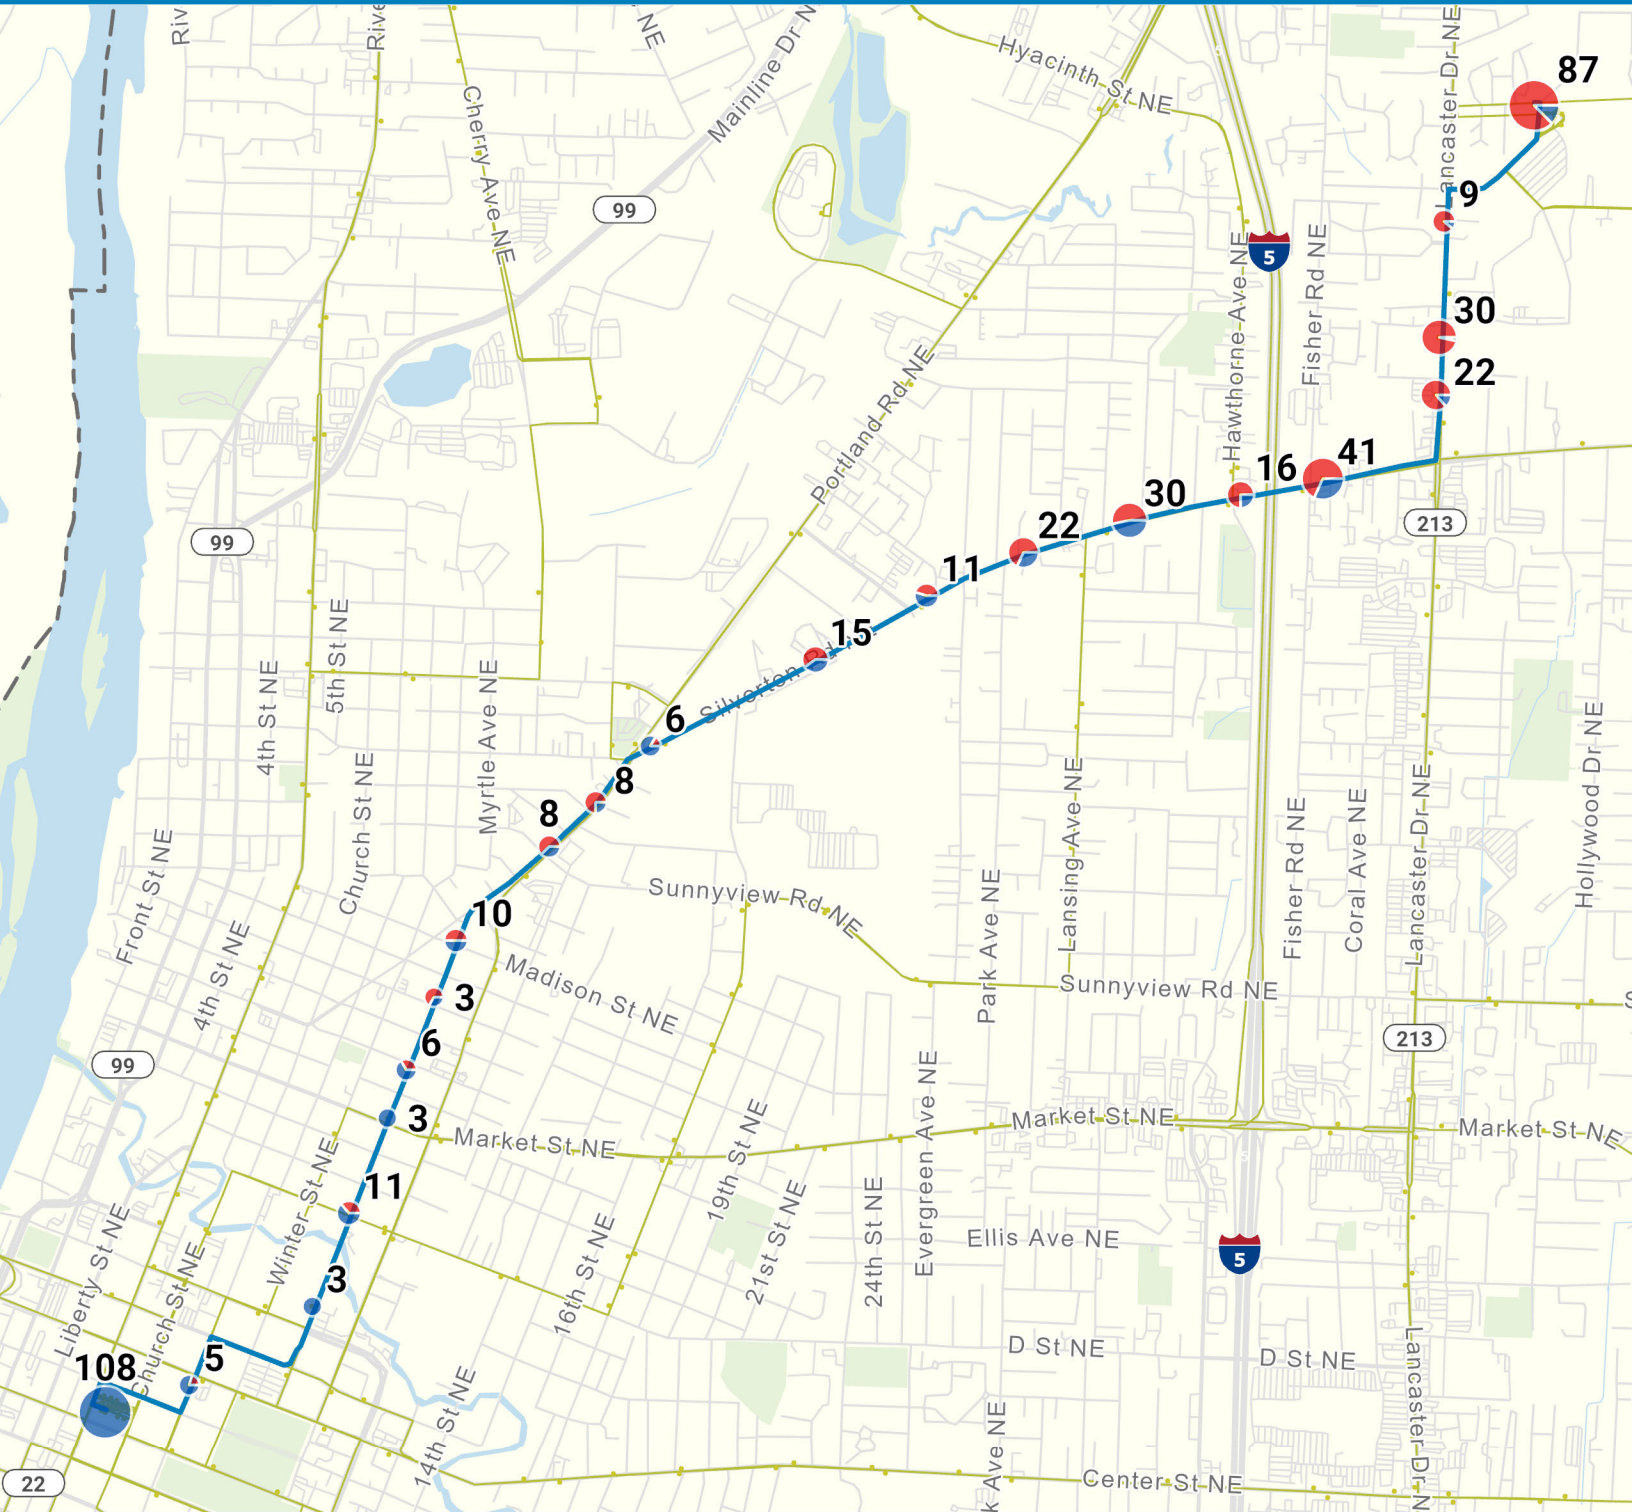 Riv
Rive
NE
Mainline Dr N
Hyacinth St NE
Lancaster Dr NE
87
Cherry Ave NE
99
9
5
Hawthorne Ave NE
Fisher Rd NE
30
22
Portland Rd NE
41
16
30
213
22
99
11
15
Silverton Rd
5th St NE
4th St NE
Myrtle Ave NE
6
8
8
Church St NE
Front St NE
Lansing Ave NE
Lancaster Dr NE
Hollywood Dr NE
Fisher Rd NE
Coral Ave NE
Park Ave NE
Sunnyview Rd NE
10
4th St NE
Madison St NE
3
Sunnyview Rd NE
S
6
213
99
3
Market St NE
Market St NE
Market St NE
19th St NE
Evergreen Ave NE
11
Winter St NE
21st St NE
24th St NE
Ellis Ave NE
5
Liberty St NE
Church St NE
16th St NE
3
D St NE
D St NE
5
108
Lancaster Dr N
14th St NE
k Ave NE
22
Center St NE